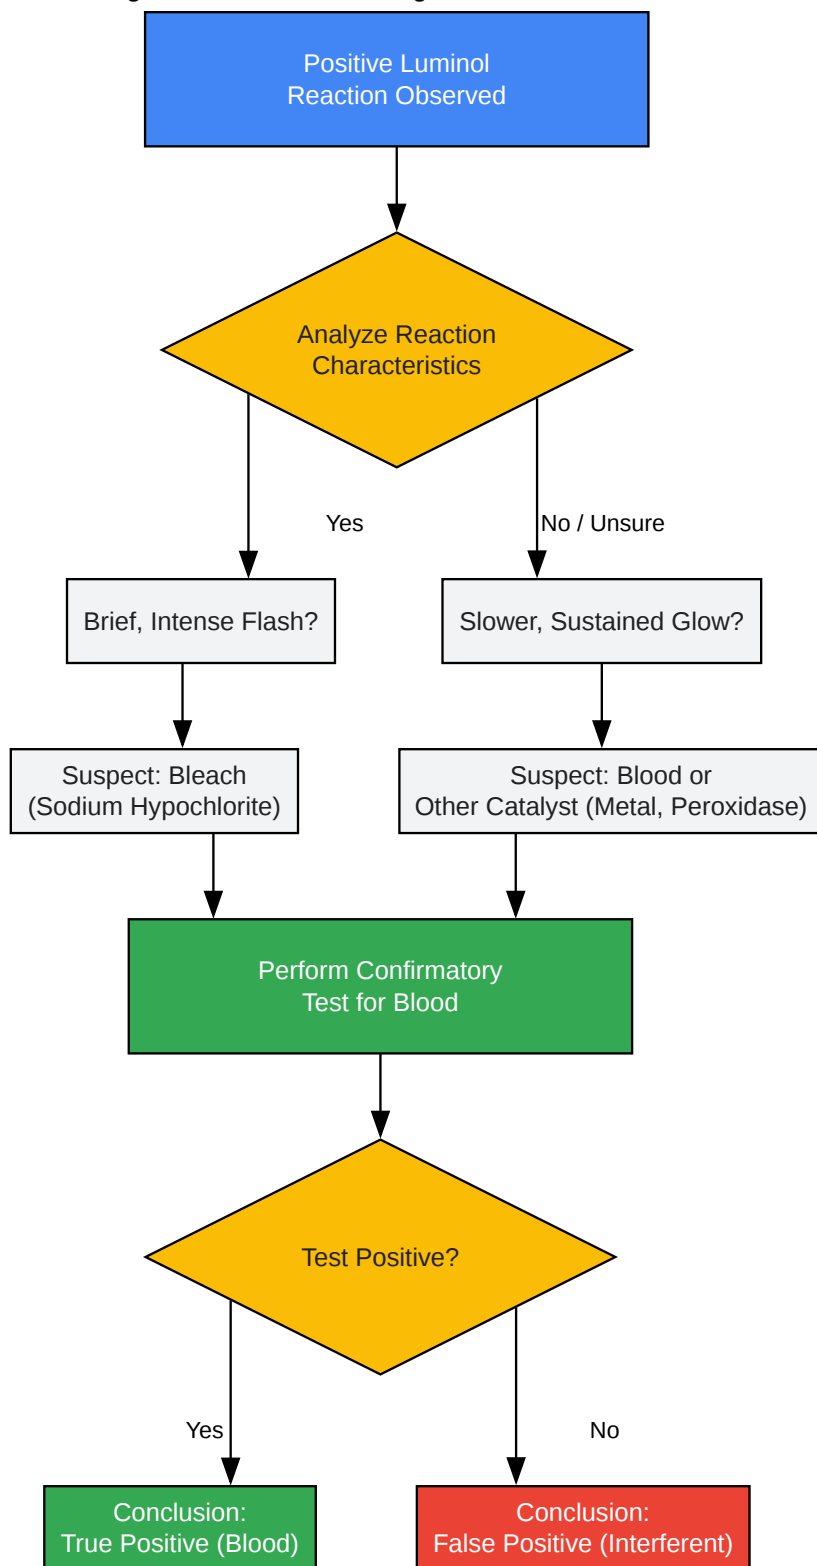 Positive Luminol
Reaction Observed
Analyze Reaction
Characteristics
Yes
No / Unsure
Brief, Intense Flash?
Slower, Sustained Glow?
Suspect: Bleach
(Sodium Hypochlorite)
Suspect: Blood or
Other Catalyst (Metal, Peroxidase)
Perform Confirmatory
Test for Blood
Test Positive?
Yes
No
Conclusion:
True Positive (Blood)
Conclusion:
False Positive (Interferent)